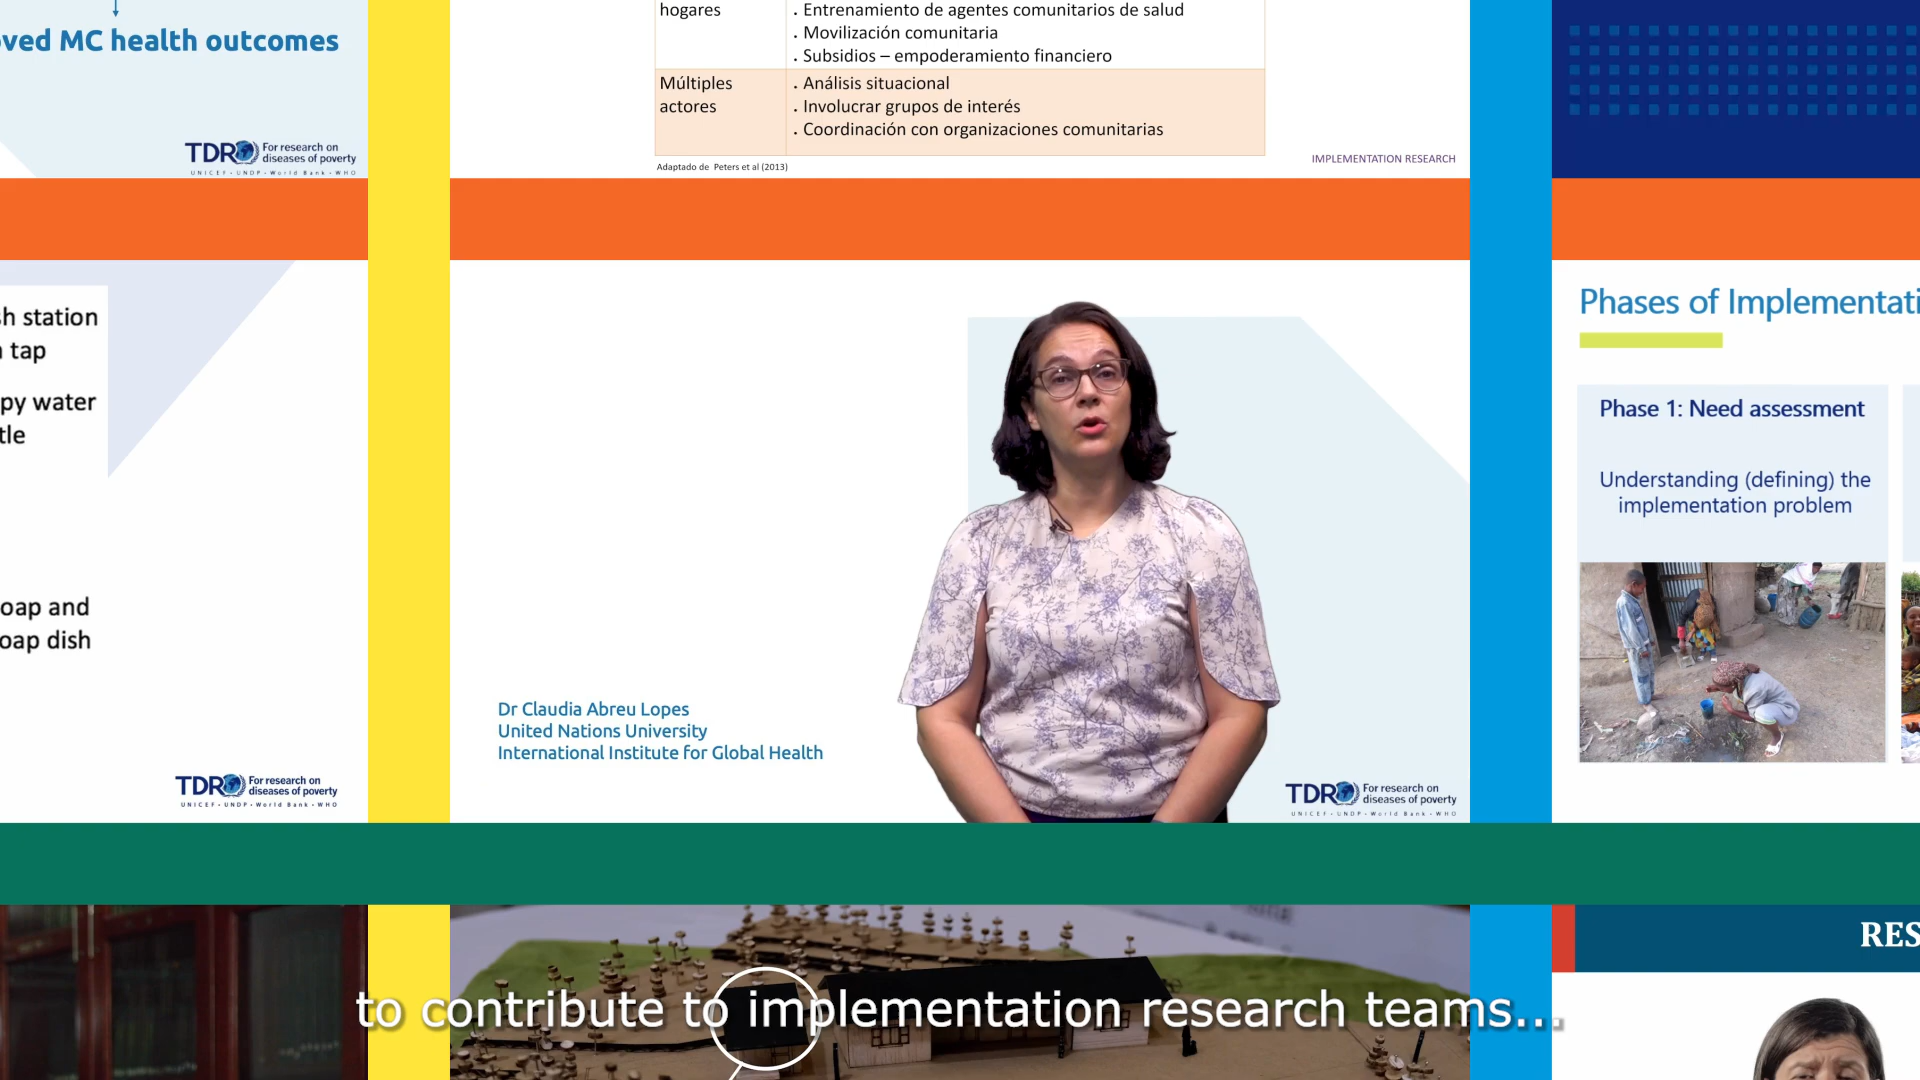 ved MC health outcomes
TDR For research on
diseases of poverty
UNICEF · UNDP · World Bank · WHO
hogares
. Entrenamiento de agentes comunitarios de salud
. Movilización comunitaria
. Subsidios – empoderamiento financiero
Múltiples
actores
. Análisis situacional
. Involucrar grupos de interés
. Coordinación con organizaciones comunitarias
Adaptado de Peters et al (2013)
IMPLEMENTATION RESEARCH
h station
tap
py water
tle
oap and
oap dish
TDR For research on
diseases of poverty
UNICEF · UNDP · World Bank · WHO
Dr Claudia Abreu Lopes
United Nations University
International Institute for Global Health
TDR For research on
diseases of poverty
UNICEF · UNDP · World Bank · WHO
Phases of Implementati
Phase 1: Need assessment
Understanding (defining) the
implementation problem
RES
to contribute to implementation research teams...